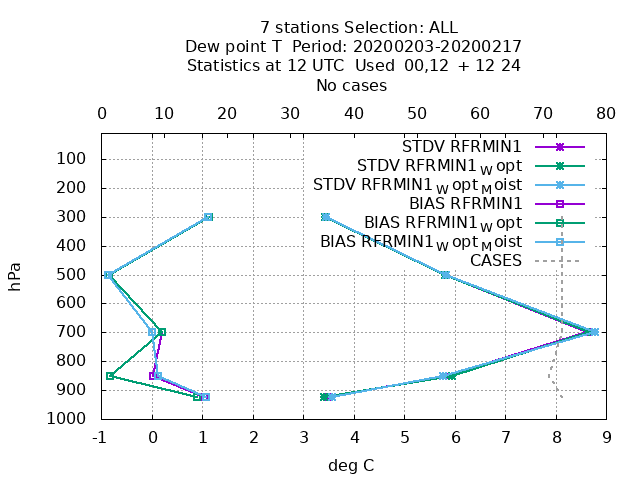 7 stations Selection: ALL
Dew point T  Period: 20200203-20200217
Statistics at 12 UTC  Used  00,12  + 12 24
No cases
0 10 20 30 40 50 60 70 80
STDV RFRMIN1
STDV RFRMIN1_W opt
STDV RFRMIN1_W opt_M oist
BIAS RFRMIN1
BIAS RFRMIN1_W opt
BIAS RFRMIN1_W opt_M oist
CASES
100
200
300
400
500
600
700
800
900
1000
hPa
-1 0 1 2 3 4 5 6 7 8 9
deg C